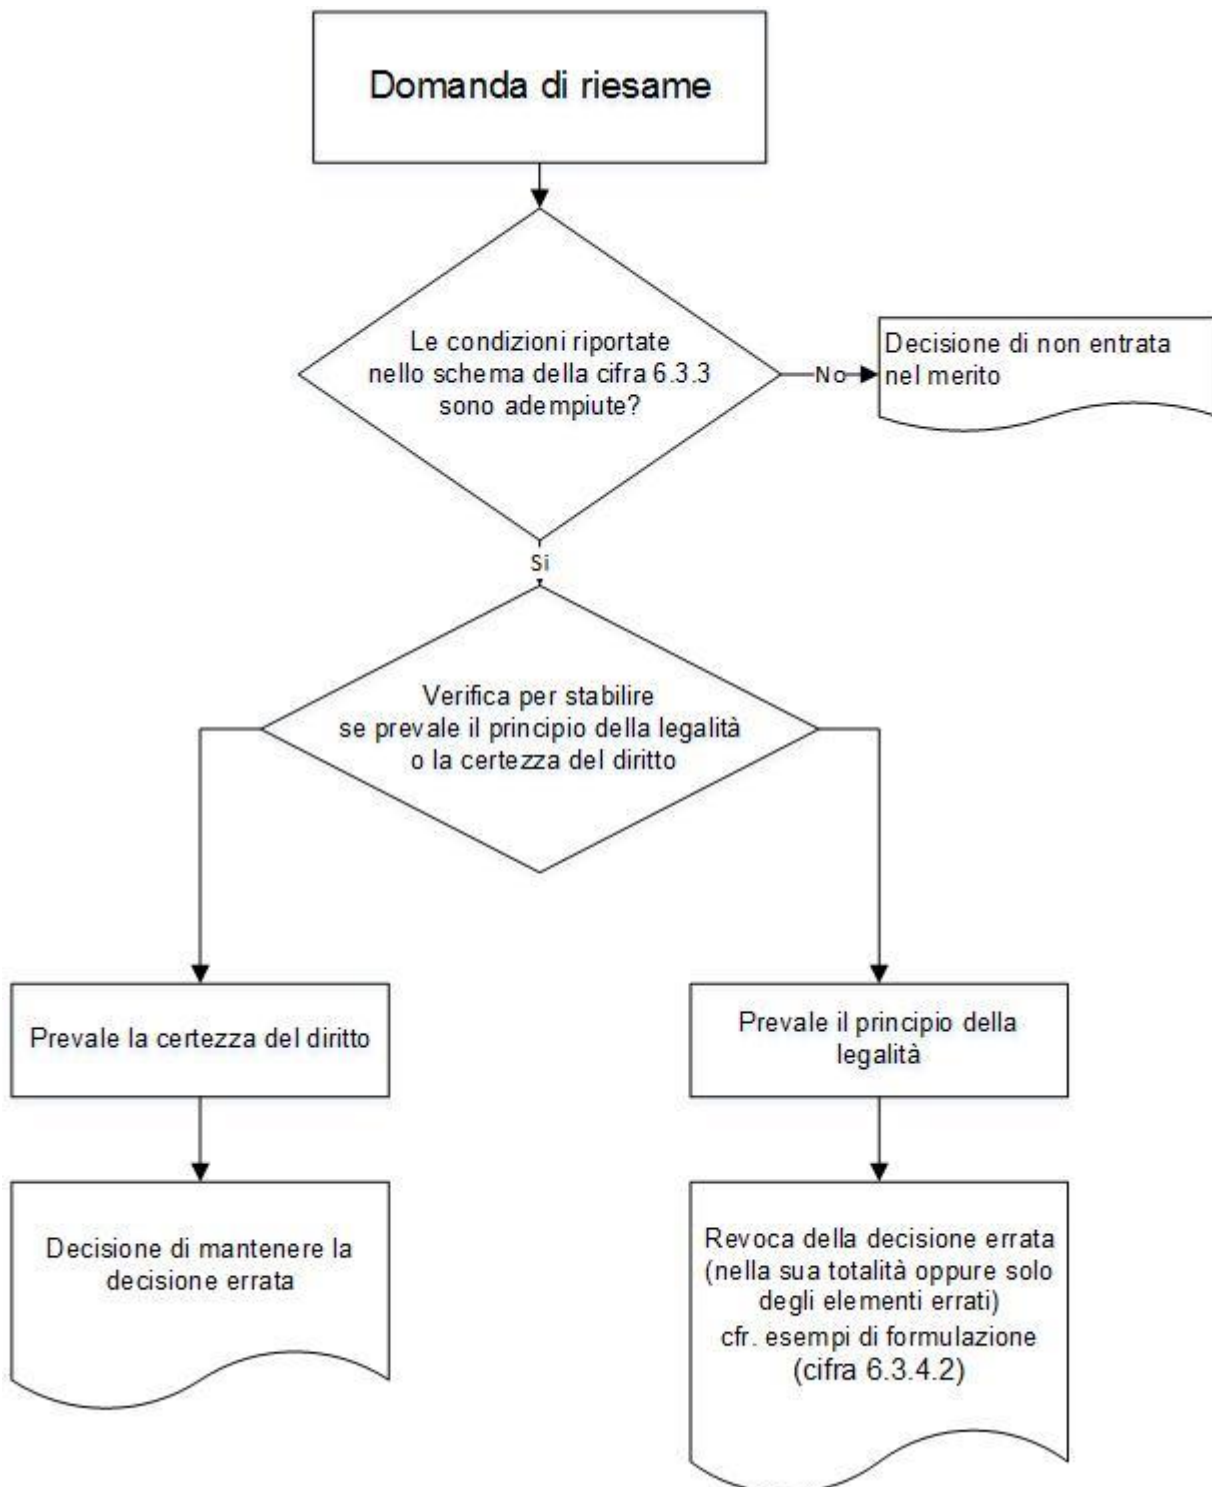 Domanda di riesame
Le condizioni riportate
nello schema della cifra 6.3.3
sono adempiute?
No
Decisione di non entrata
nel merito
Si
Verifica per stabilire
se prevale il principio della legalità
o la certezza del diritto
Prevale la certezza del diritto
Prevale il principio della
legalità
Decisione di mantenere la
decisione errata
Revoca della decisione errata
(nella sua totalità oppure solo
degli elementi errati)
cfr. esempi di formulazione
(cifra 6.3.4.2)